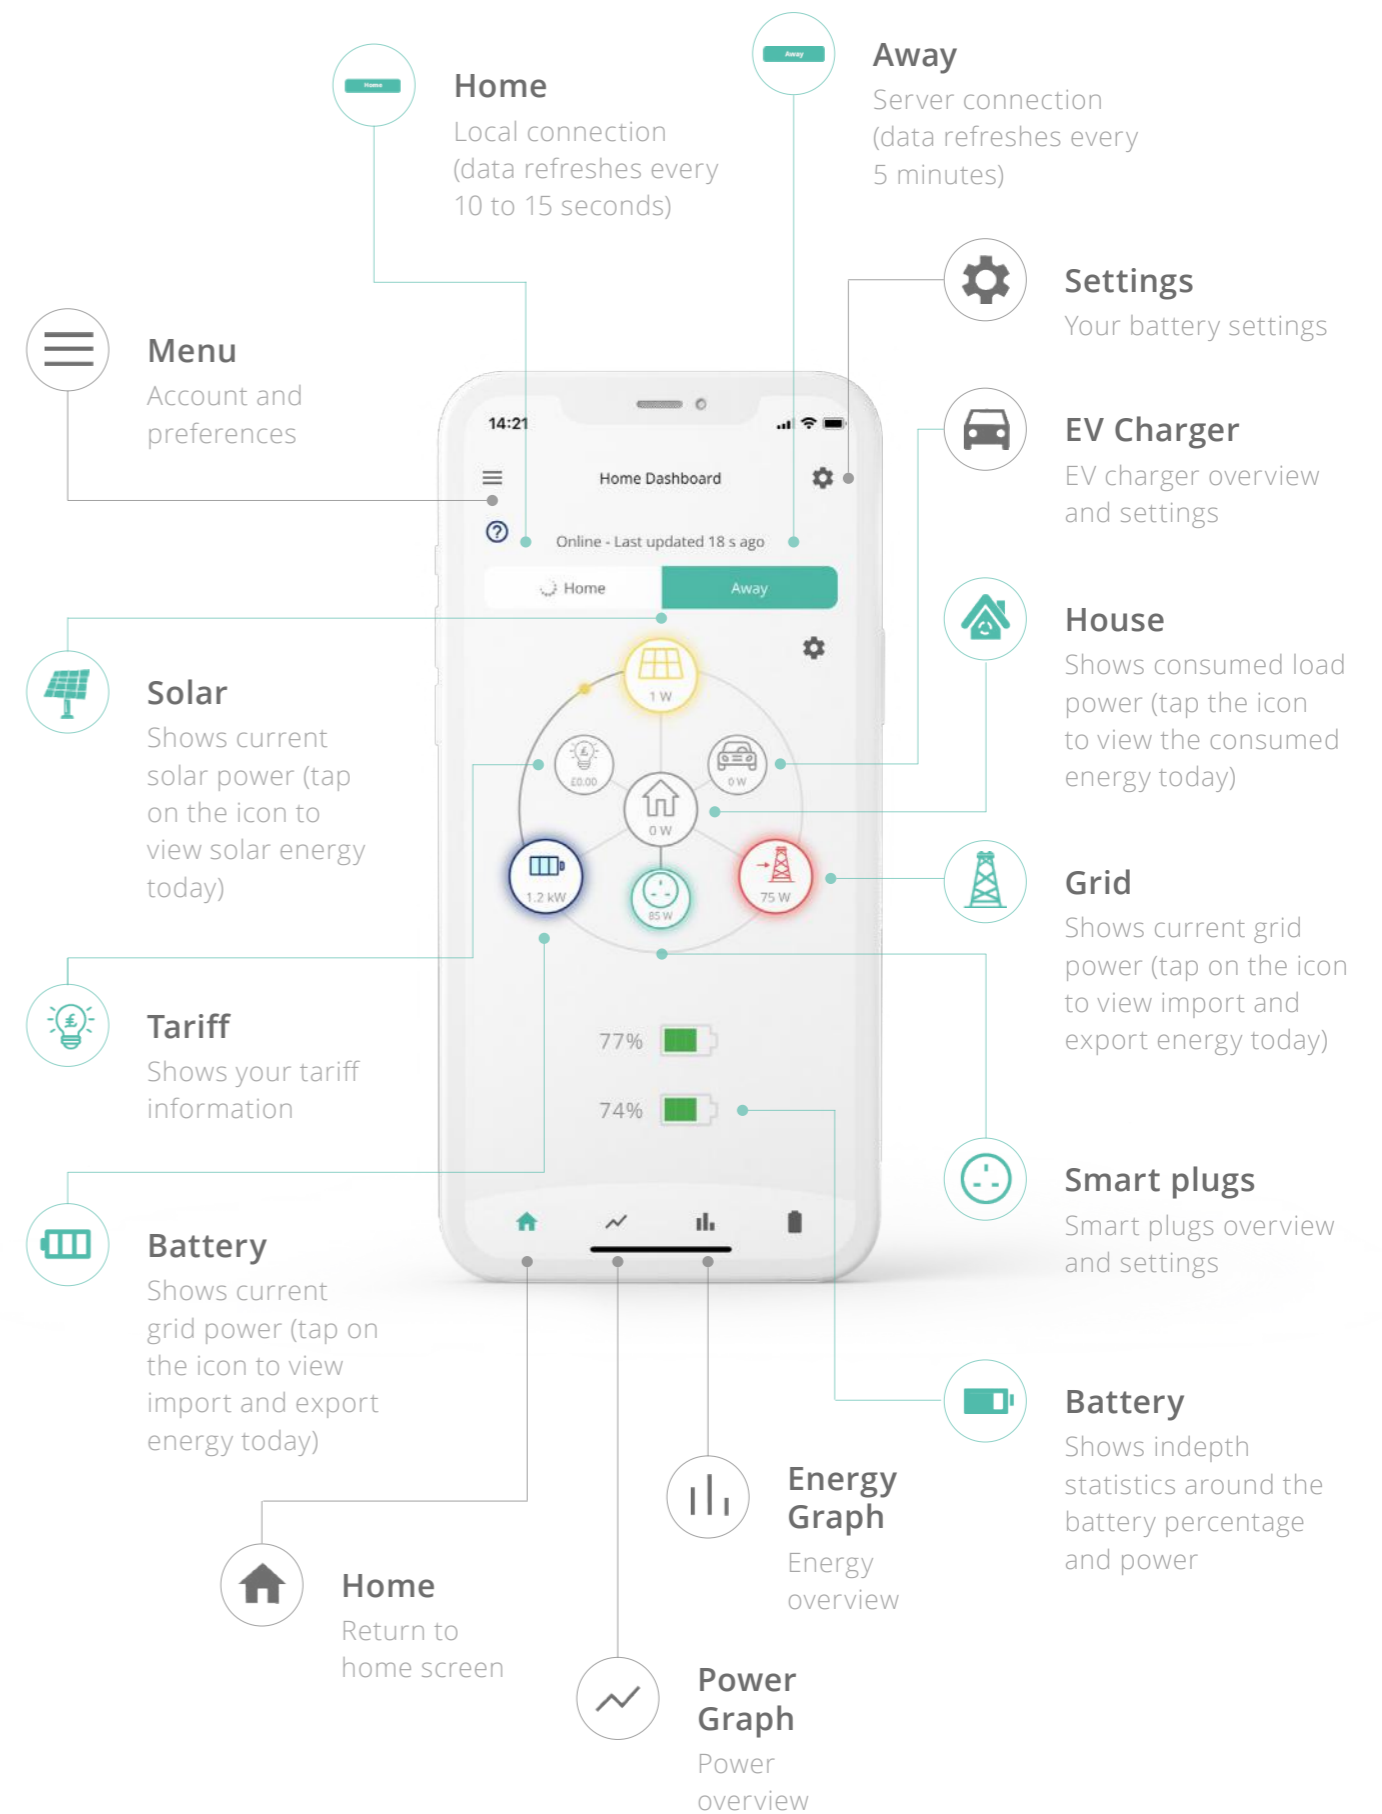 Home
Home
Local connection
(data refreshes every
10 to 15 seconds)
Away
Away
Server connection
(data refreshes every
5 minutes)
Settings
Your battery settings
Menu
Account and
preferences
EV Charger
EV charger overview
and settings
14:21
Home Dashboard
Online - Last updated 18 s ago
Home
Away
1 W
£
£0.00
0 W
0 W
1.2 kW
85 W
75 W
77%
74%
House
Shows consumed load
power (tap the icon
to view the consumed
energy today)
Solar
Shows current
solar power (tap
on the icon to
view solar energy
today)
Grid
Shows current grid
power (tap on the icon
to view import and
export energy today)
£
Tariff
Shows your tariff
information
Smart plugs
Smart plugs overview
and settings
Battery
Shows current
grid power (tap on
the icon to view
import and export
energy today)
Battery
Shows indepth
statistics around the
battery percentage
and power
Energy
Graph
Energy
overview
Home
Return to
home screen
Power
Graph
Power
overview